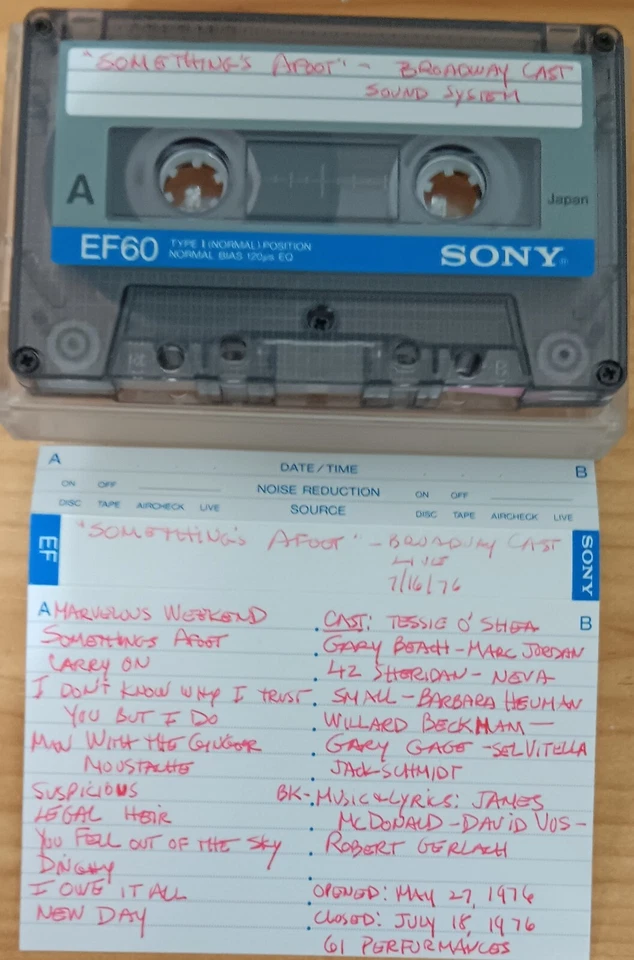 "SOMETHING'S AFOOT" - BROADWAY CAST
SOUND SYSTEM
A
Japan
EF60 TYPE I (NORMAL) POSITION
NORMAL BIAS 120µs EQ
SONY
A DATE/TIME B
ON OFF NOISE REDUCTION ON OFF
DISC TAPE AIRCHECK LIVE SOURCE DISC TAPE AIRCHECK LIVE
EF
"SOMETHING'S AFOOT" - BROADWAY CAST
LIVE
7/16/76
SONY
A MARVELOUS WEEKEND
SOMETHINGS AFOOT
CARRY ON
I DON'T KNOW WHY I TRUST
YOU BUT I DO
MAN WITH THE GINGER
MOUSTACHE
SUSPICIOUS
LEGAL HEIR
YOU FELL OUT OF THE SKY
DINGHY
I OWE IT ALL
NEW DAY
CAST: TESSIE O'SHEA B
GARY BEACH - MARC JORDAN
LIZ SHERIDAN - NEVA
SMALL - BARBARA HEUMAN
WILLARD BECKHAM -
GARY GAGE - SEL VITELLA
JACK SCHMIDT
BK - MUSIC & LYRICS: JAMES
McDONALD - DAVID VOS -
ROBERT GERLACH
OPENED: MAY 27, 1976
CLOSED: JULY 18, 1976
61 PERFORMANCES